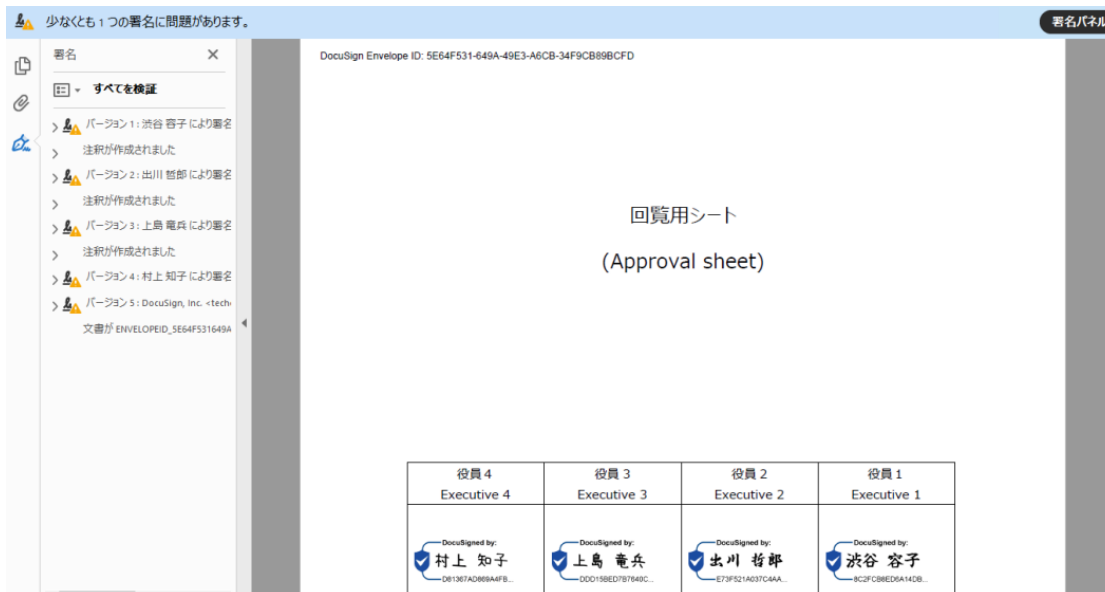 少なくとも 1 つの署名に問題があります。
署名パネル
署名
すべてを検証
バージョン 1 : 渋谷 容子 により署名
注釈が作成されました
バージョン 2 : 出川 哲郎 により署名
注釈が作成されました
バージョン 3 : 上島 竜兵 により署名
注釈が作成されました
バージョン 4 : 村上 知子 により署名
バージョン 5 : DocuSign, Inc. <tech
文書が ENVELOPEID_5E64F531649A
DocuSign Envelope ID: 5E64F531-649A-49E3-A6CB-34F9CB89BCFD
回覧用シート
(Approval sheet)
役員４ 役員３ 役員２ 役員１
Executive 4 Executive 3 Executive 2 Executive 1
DocuSigned by: DocuSigned by: DocuSigned by: DocuSigned by:
村上 知子 上島 竜兵 出川 哲郎 渋谷 容子
D81367AD869A4FB... DDD15BED7B7640C... E73F521A037C4AA... 8C2FCB8ED6A14DB...